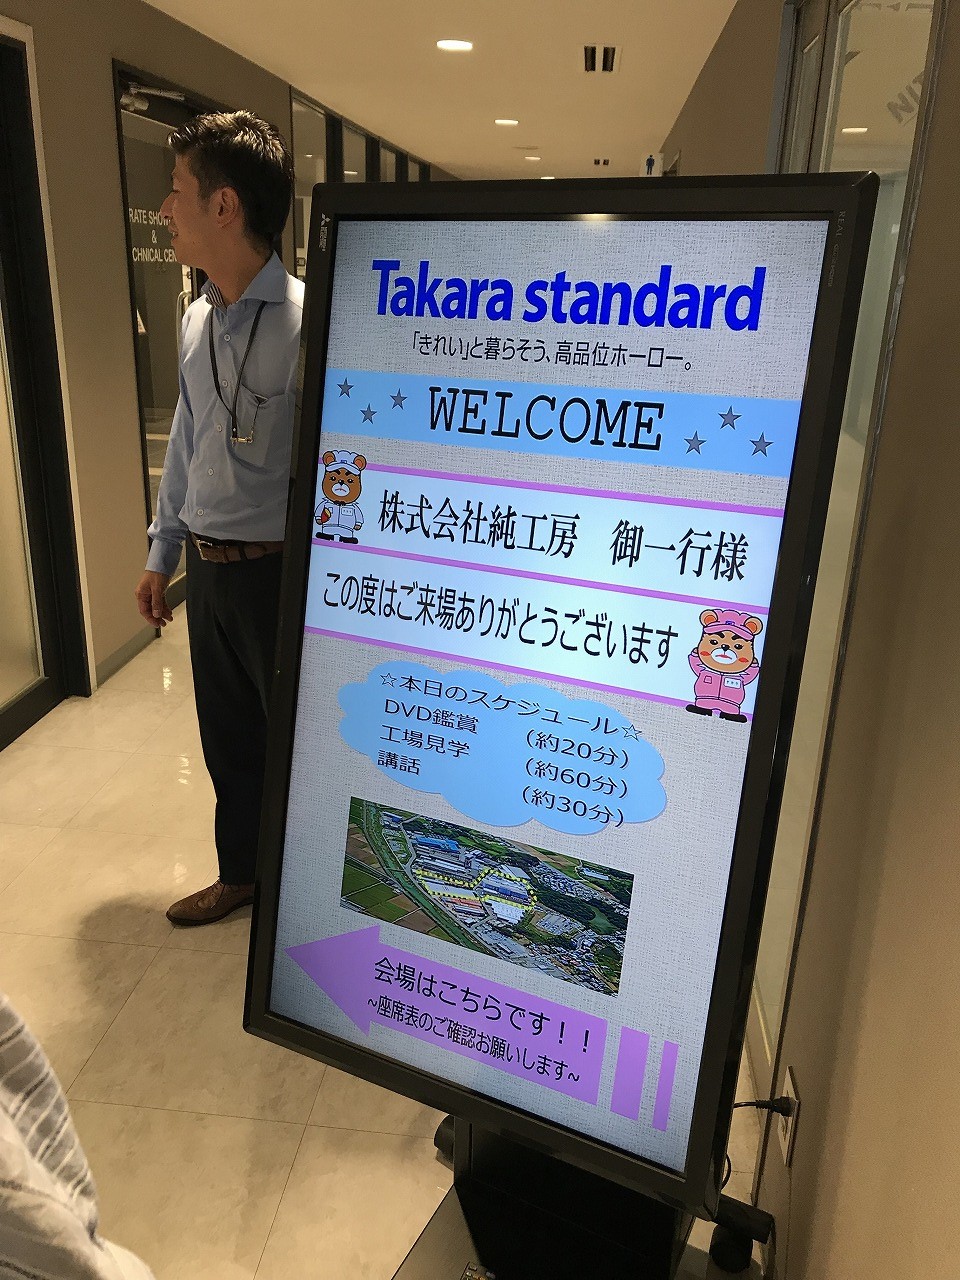 Takara standard
「きれい」と暮らそう、高品位ホーロー。
WELCOME
株式会社純工房 御一行様
この度はご来場ありがとうございます
☆本日のスケジュール☆
DVD鑑賞 (約20分)
工場見学 (約60分)
講話 (約30分)
会場はこちらです！！
~座席表のご確認お願いします~
RATE SHOW
&
CHNICAL CEN